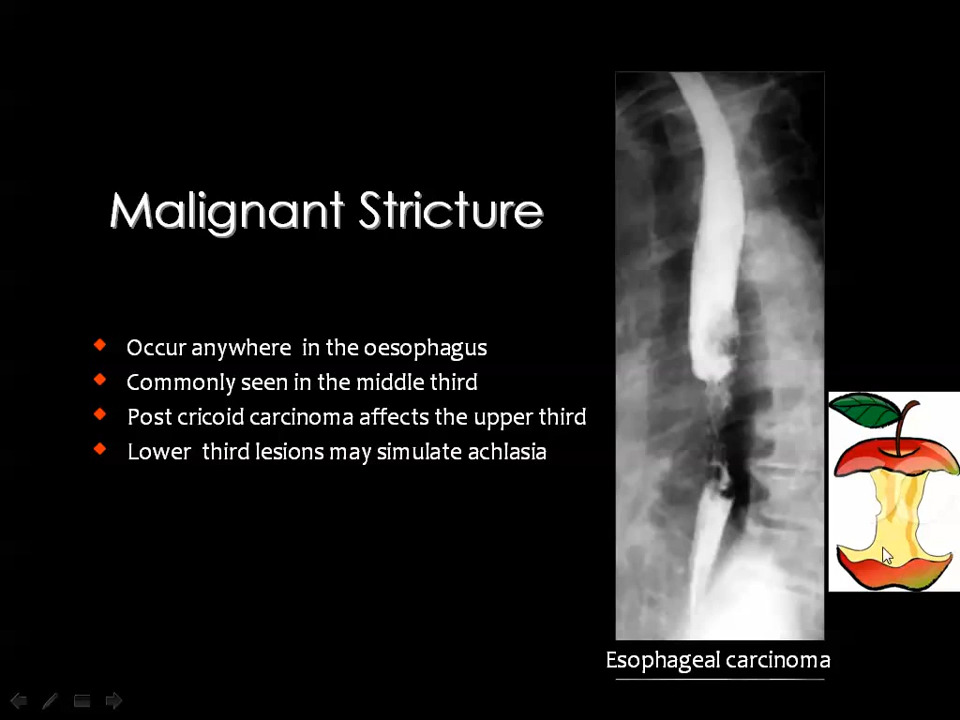 Malignant Stricture
Occur anywhere in the oesophagus
Commonly seen in the middle third
Post cricoid carcinoma affects the upper third
Lower third lesions may simulate achlasia
Esophageal carcinoma